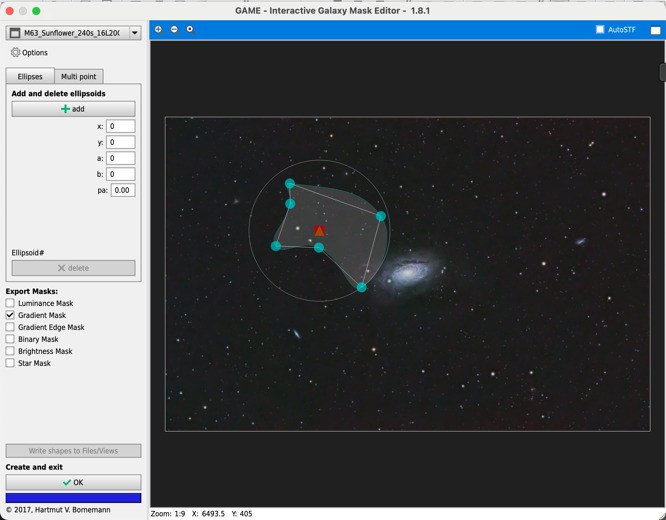 GAME - Interactive Galaxy Mask Editor - 1.8.1
M63_Sunflower_240s_16L200
AutoSTF
Options
Ellipses Multi point
Add and delete ellipsoids
add
x: 0
y: 0
a: 0
b: 0
pa: 0.00
Ellipsoid#
delete
Export Masks:
Luminance Mask
Gradient Mask
Gradient Edge Mask
Binary Mask
Brightness Mask
Star Mask
Write shapes to Files/Views
Create and exit
OK
© 2017, Hartmut V. Bornemann
Zoom: 1:9 X: 6493.5 Y: 405